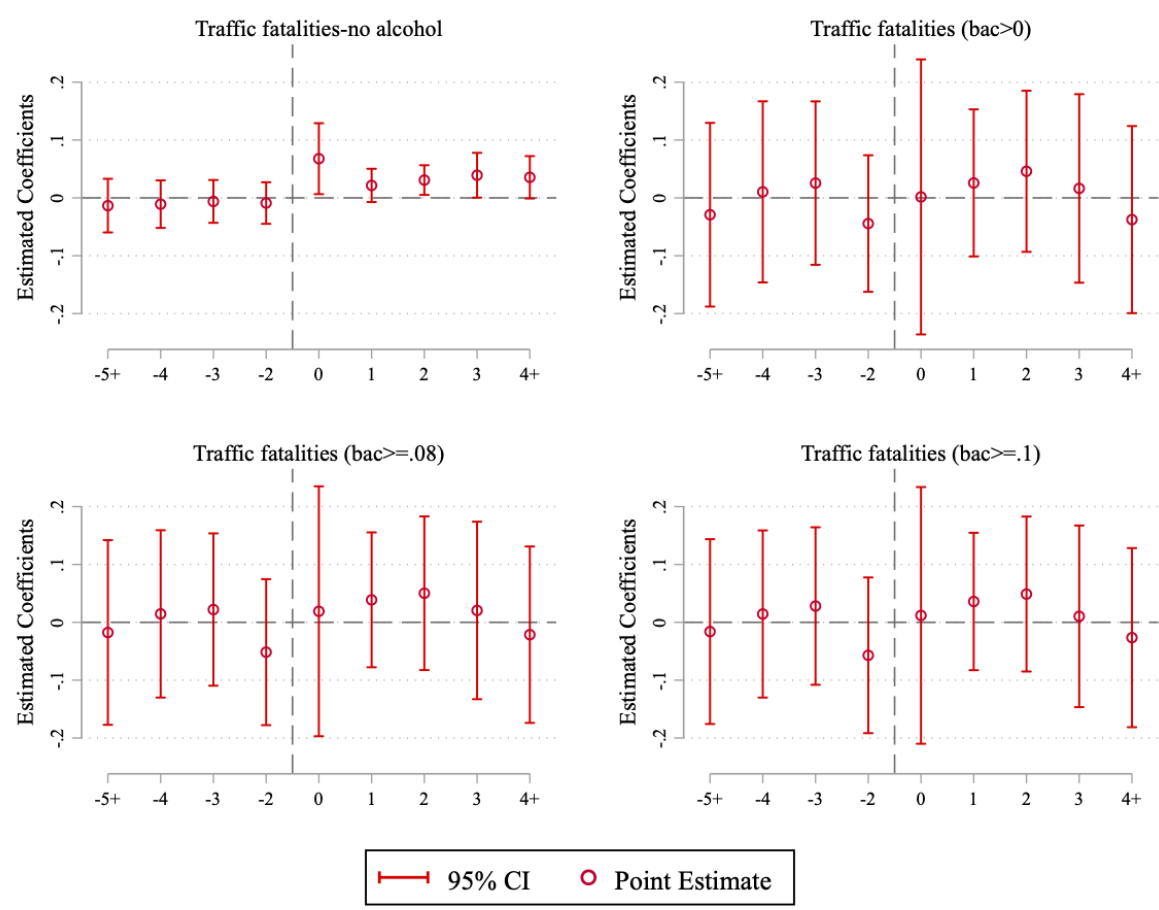 Traffic fatalities-no alcohol
Estimated Coefficients
.2
.1
0
-.1
-.2
-5+ -4 -3 -2 0 1 2 3 4+
Traffic fatalities (bac>0)
Estimated Coefficients
.2
.1
0
-.1
-.2
-5+ -4 -3 -2 0 1 2 3 4+
Traffic fatalities (bac>=.08)
Estimated Coefficients
.2
.1
0
-.1
-.2
-5+ -4 -3 -2 0 1 2 3 4+
Traffic fatalities (bac>=.1)
Estimated Coefficients
.2
.1
0
-.1
-.2
-5+ -4 -3 -2 0 1 2 3 4+
95% CI Point Estimate